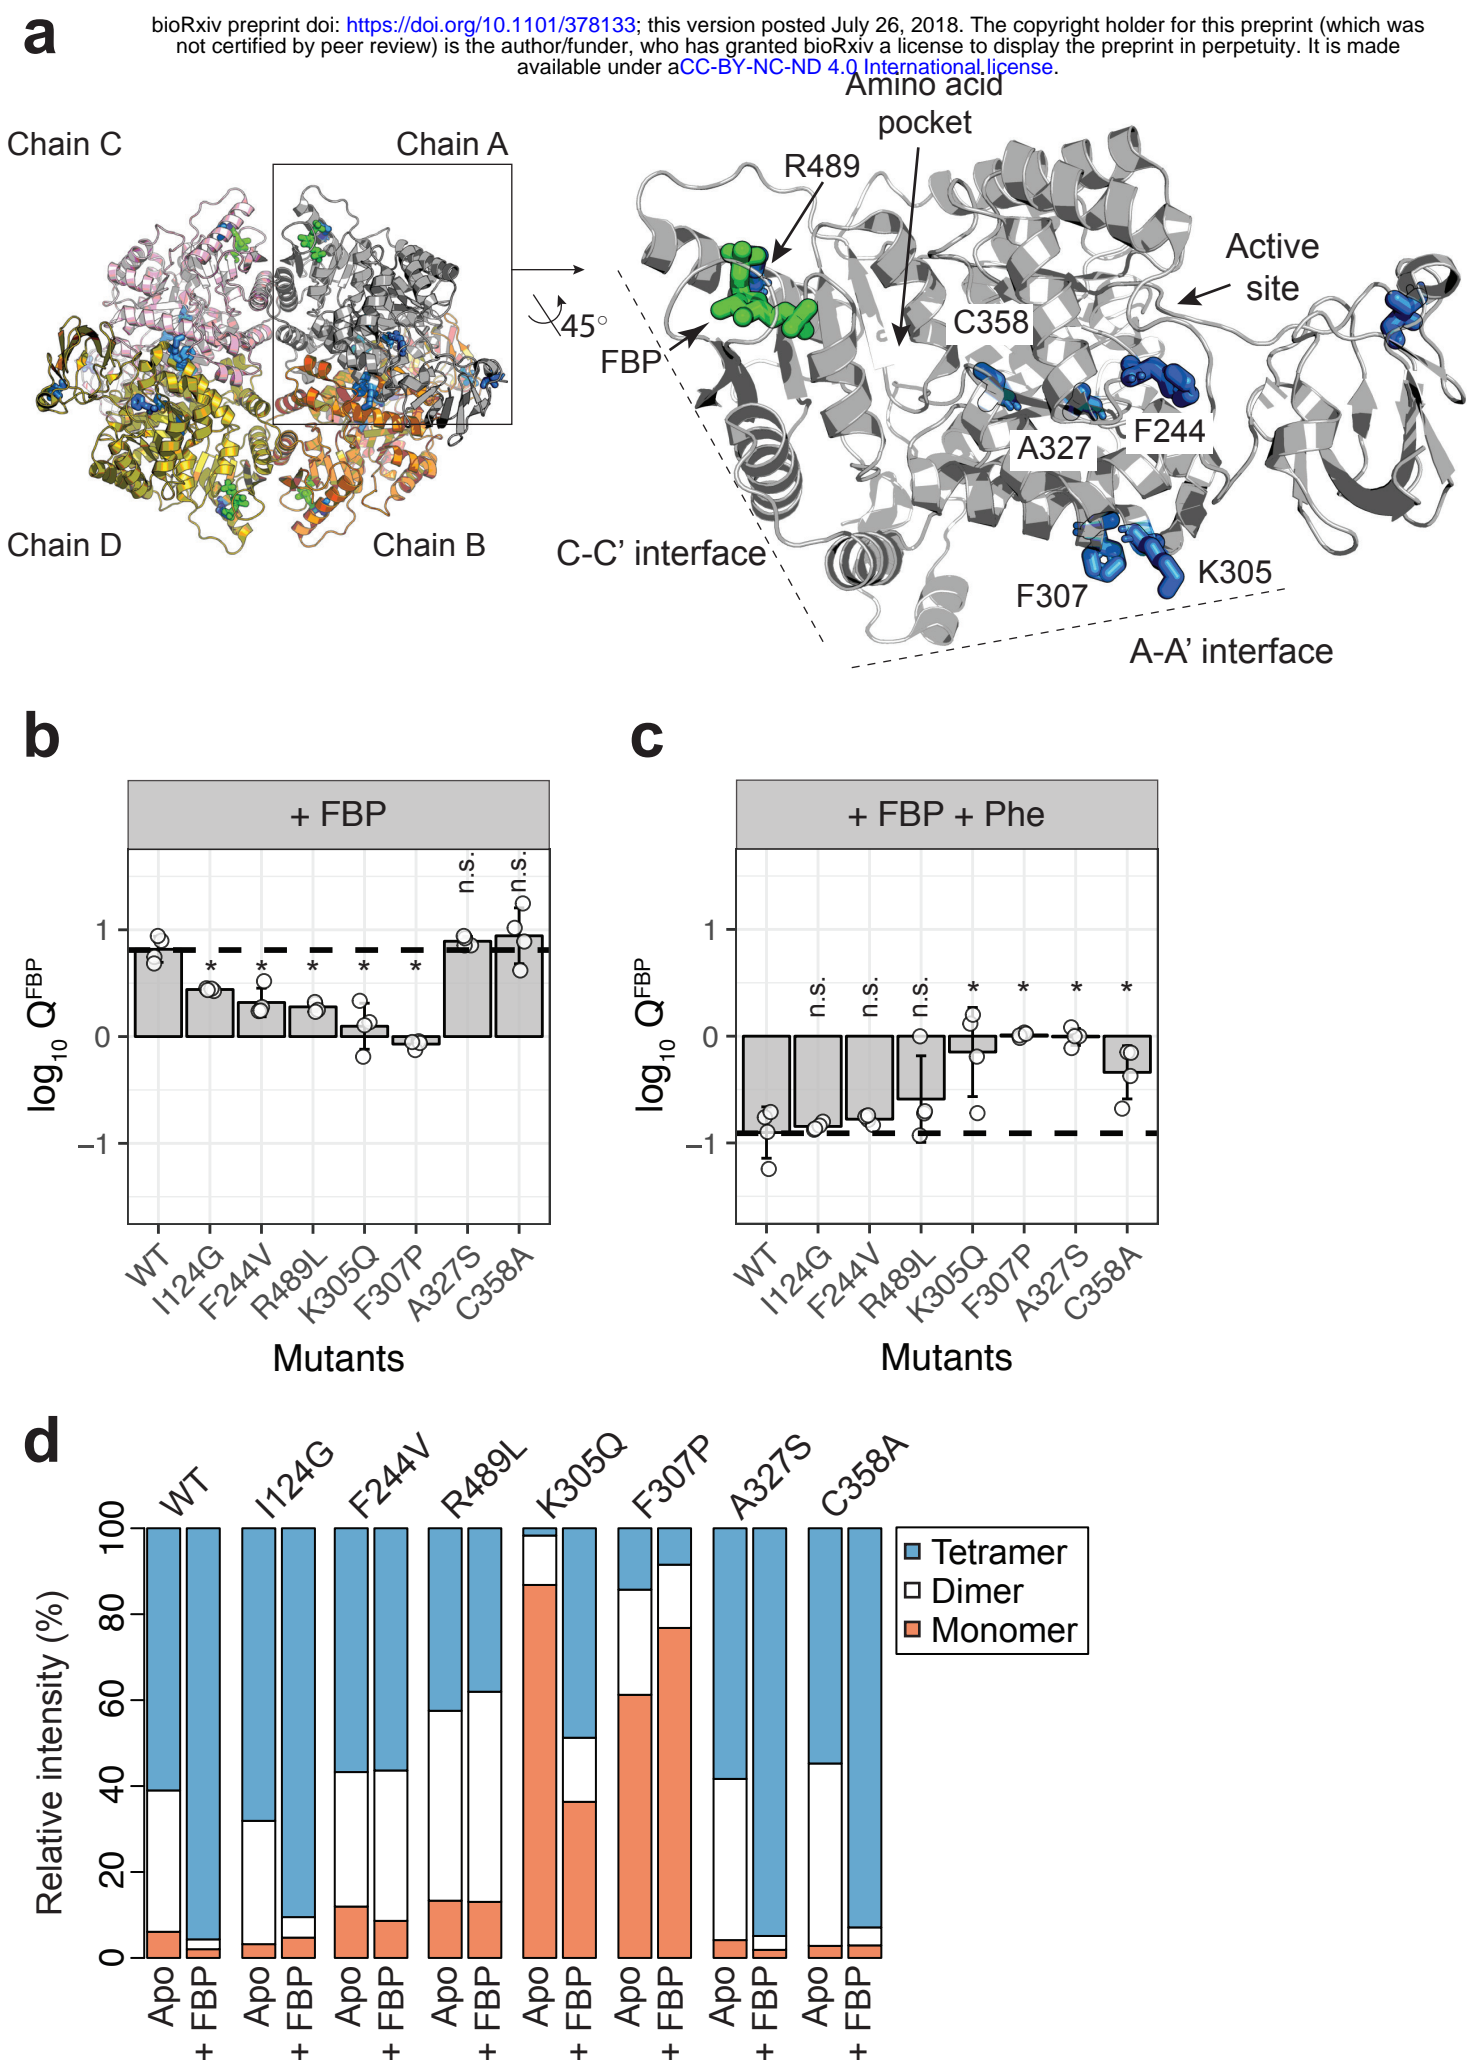 bioRxiv preprint doi: https://doi.org/10.1101/378133; this version posted July 26, 2018. The copyright holder for this preprint (which was
not certified by peer review) is the author/funder, who has granted bioRxiv a license to display the preprint in perpetuity. It is made
available under aCC-BY-NC-ND 4.0 International license.
a
Amino acid
pocket
Chain C
Chain A
R489
Active
site
45°
FBP
C358
A327
F244
Chain D
Chain B
C-C' interface
F307
K305
A-A' interface
b
+ FBP
n.s.
n.s.
1
0
−1
* * * * *
log10 QFBP
WT
I124G
F244V
R489L
K305Q
F307P
A327S
C358A
Mutants
c
+ FBP + Phe
n.s.
n.s.
n.s.
* * * *
1
0
−1
log10 QFBP
WT
I124G
F244V
R489L
K305Q
F307P
A327S
C358A
Mutants
d
WT
I124G
F244V
R489L
K305Q
F307P
A327S
C358A
100
80
60
40
20
0
Relative intensity (%)
Tetramer
Dimer
Monomer
Apo
+ FBP
Apo
+ FBP
Apo
+ FBP
Apo
+ FBP
Apo
+ FBP
Apo
+ FBP
Apo
+ FBP
Apo
+ FBP